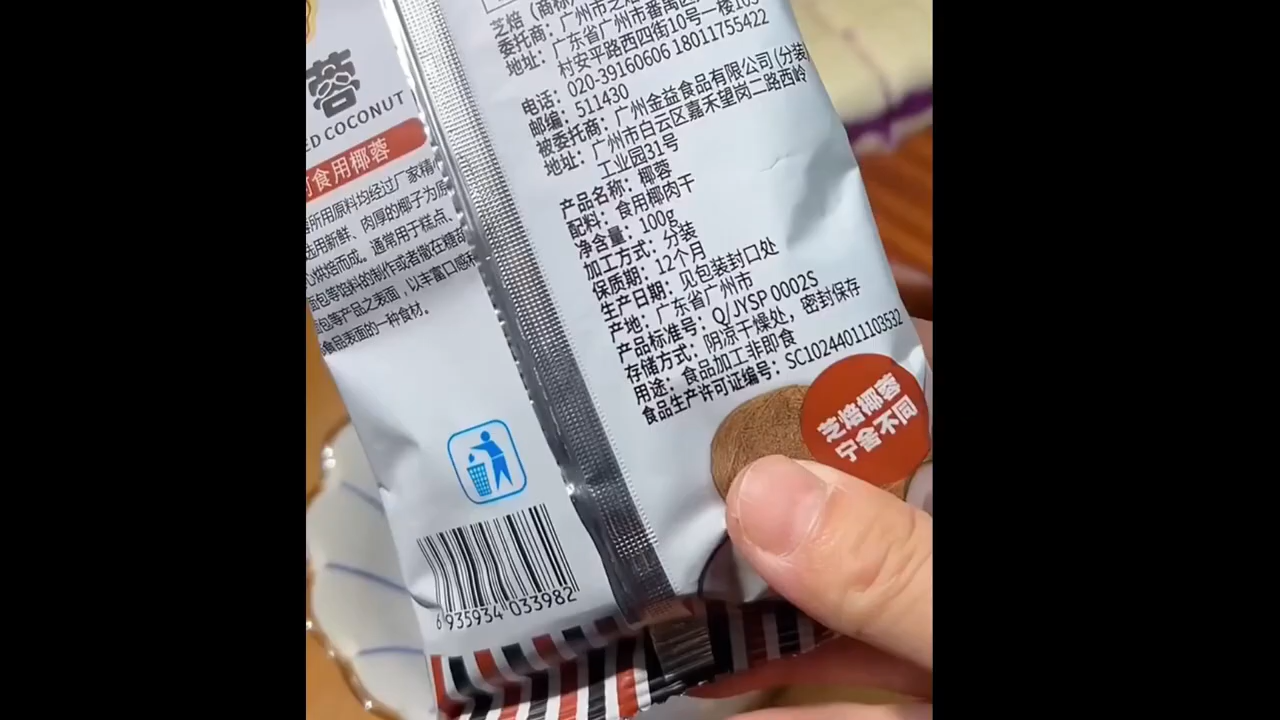 蓉
ED COCONUT
可食用椰蓉
所用原料均经过厂家精
选用新鲜、肉厚的椰子为原
心烘焙而成。通常用于糕点、
面包等馅料的制作或者撒在糖
面包等产品之表面，以丰富口感
食品表面的一种食材。
6 935934 033982
芝焙（商标
委托商：广州市芝焙
地址：广东省广州市番禺区
村安平路西四街10号一楼103
电话：020-39160606 18011755422
邮编：511430
被委托商：广州金益食品有限公司(分装
地址：广州市白云区嘉禾望岗二路西岭
工业园31号
产品名称：椰蓉
配料：食用椰肉干
净含量：100g
加工方式：分装
保质期：12个月
生产日期：见包装封口处
产地：广东省广州市
产品标准号：Q/JYSP 0002S
存储方式：阴凉干燥处，密封保存
用途：食品加工非即食
食品生产许可证编号：SC10244011103532
芝焙椰蓉
宁舍不同